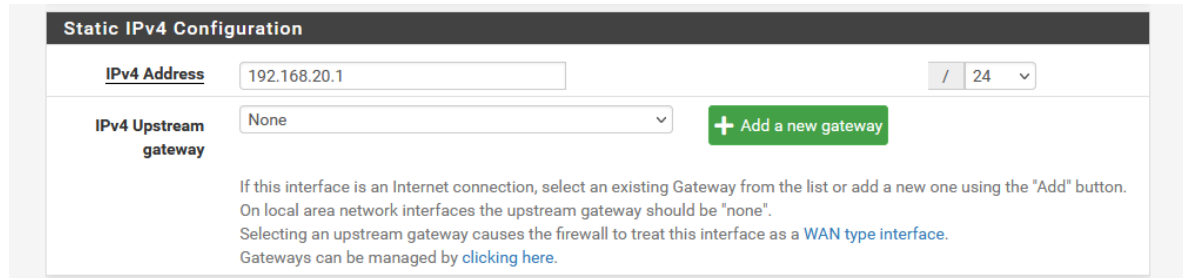 Static IPv4 Configuration
IPv4 Address 192.168.20.1 / 24
IPv4 Upstream gateway None Add a new gateway
If this interface is an Internet connection, select an existing Gateway from the list or add a new one using the "Add" button.
On local area network interfaces the upstream gateway should be "none".
Selecting an upstream gateway causes the firewall to treat this interface as a WAN type interface.
Gateways can be managed by clicking here.